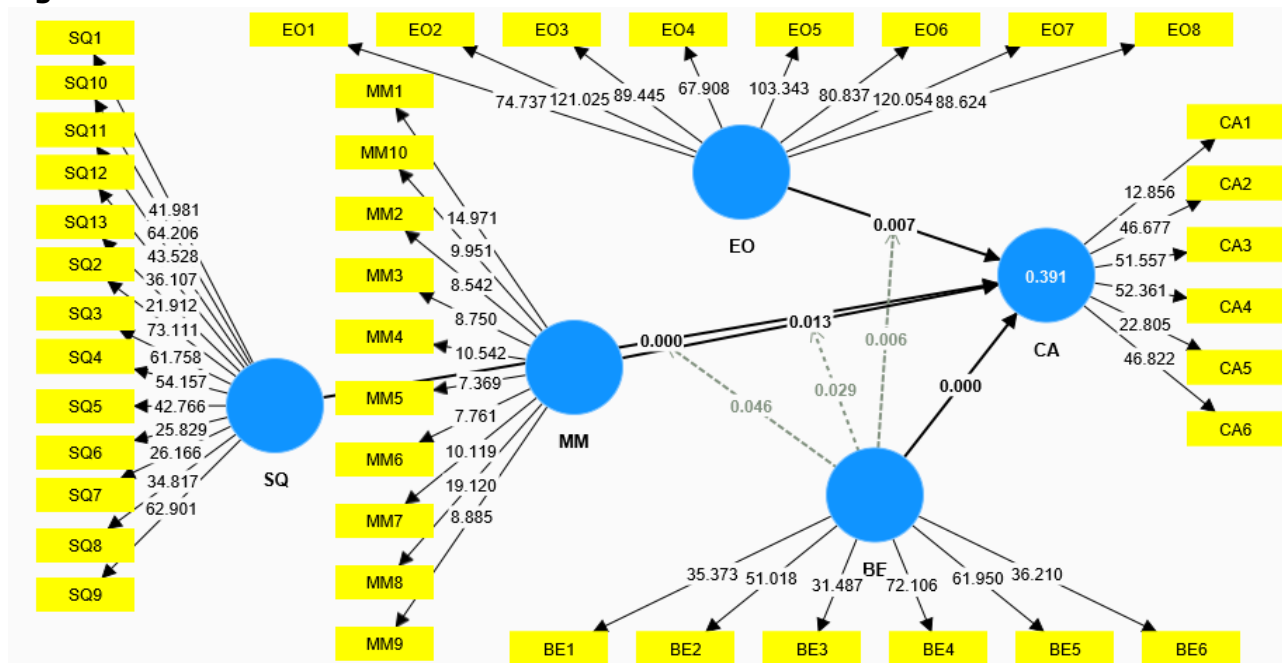 EO1 EO2 EO3 EO4 EO5 EO6 EO7 EO8
74.737 121.025 89.445 67.908 103.343 80.837 120.054 88.624
EO
SQ1
SQ10
SQ11
SQ12
SQ13
SQ2
SQ3
SQ4
SQ5
SQ6
SQ7
SQ8
SQ9
41.981
64.206
43.528
36.107
21.912
73.111
61.758
54.157
42.766
25.829
26.166
34.817
62.901
SQ
MM1
MM10
MM2
MM3
MM4
MM5
MM6
MM7
MM8
MM9
14.971
9.951
8.542
8.750
10.542
7.369
7.761
10.119
19.120
8.885
MM
0.007
0.013
0.000
0.006
0.029
0.046
0.000
0.391
CA
12.856
46.677
51.557
52.361
22.805
46.822
CA1
CA2
CA3
CA4
CA5
CA6
BE
35.373 51.018 31.487 72.106 61.950 36.210
BE1 BE2 BE3 BE4 BE5 BE6